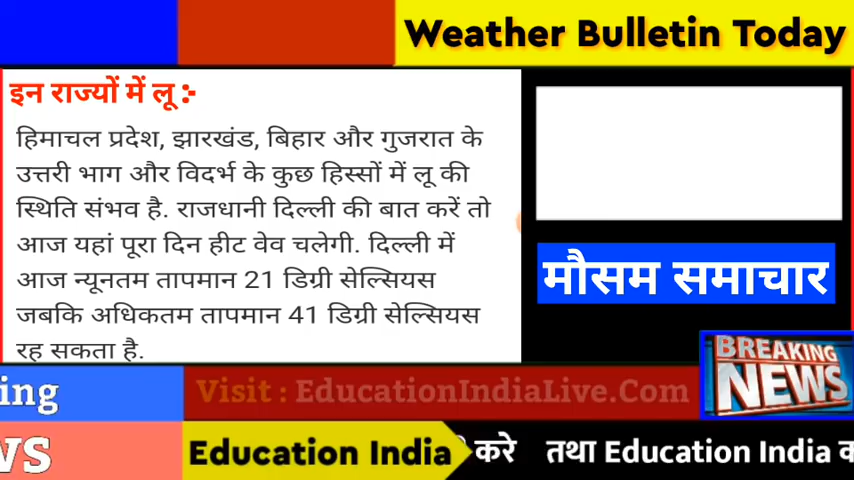 Weather Bulletin Today
इन राज्यों में लू :-
हिमाचल प्रदेश, झारखंड, बिहार और गुजरात के
उत्तरी भाग और विदर्भ के कुछ हिस्सों में लू की
स्थिति संभव है. राजधानी दिल्ली की बात करें तो
आज यहां पूरा दिन हीट वेव चलेगी. दिल्ली में
आज न्यूनतम तापमान 21 डिग्री सेल्सियस
जबकि अधिकतम तापमान 41 डिग्री सेल्सियस
रह सकता है.
मौसम समाचार
BREAKING
NEWS
ing
Visit : EducationIndiaLive.Com
WS
Education India
करे तथा Education India